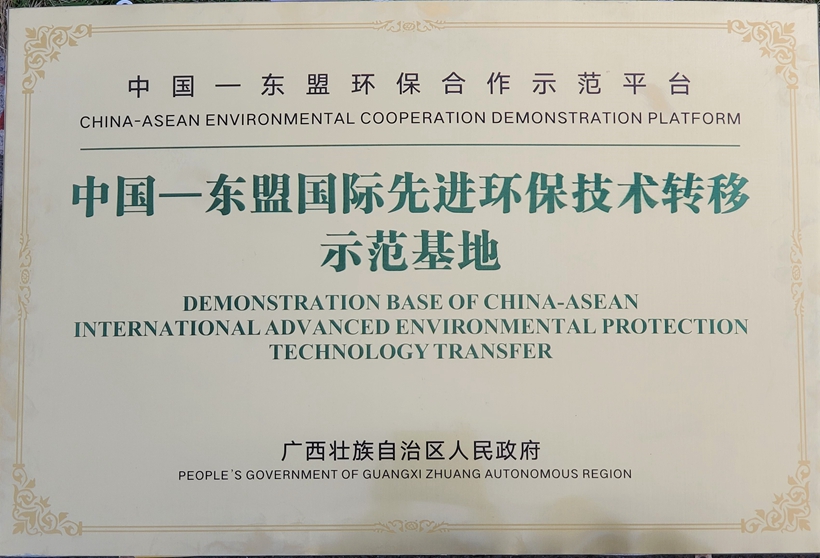 中国一东盟环保合作示范平台
CHINA-ASEAN ENVIRONMENTAL COOPERATION DEMONSTRATION PLATFORM
中国—东盟国际先进环保技术转移
示范基地
DEMONSTRATION BASE OF CHINA-ASEAN
INTERNATIONAL ADVANCED ENVIRONMENTAL PROTECTION
TECHNOLOGY TRANSFER
广西壮族自治区人民政府
PEOPLE'S GOVERNMENT OF GUANGXI ZHUANG AUTONOMOUS REGION